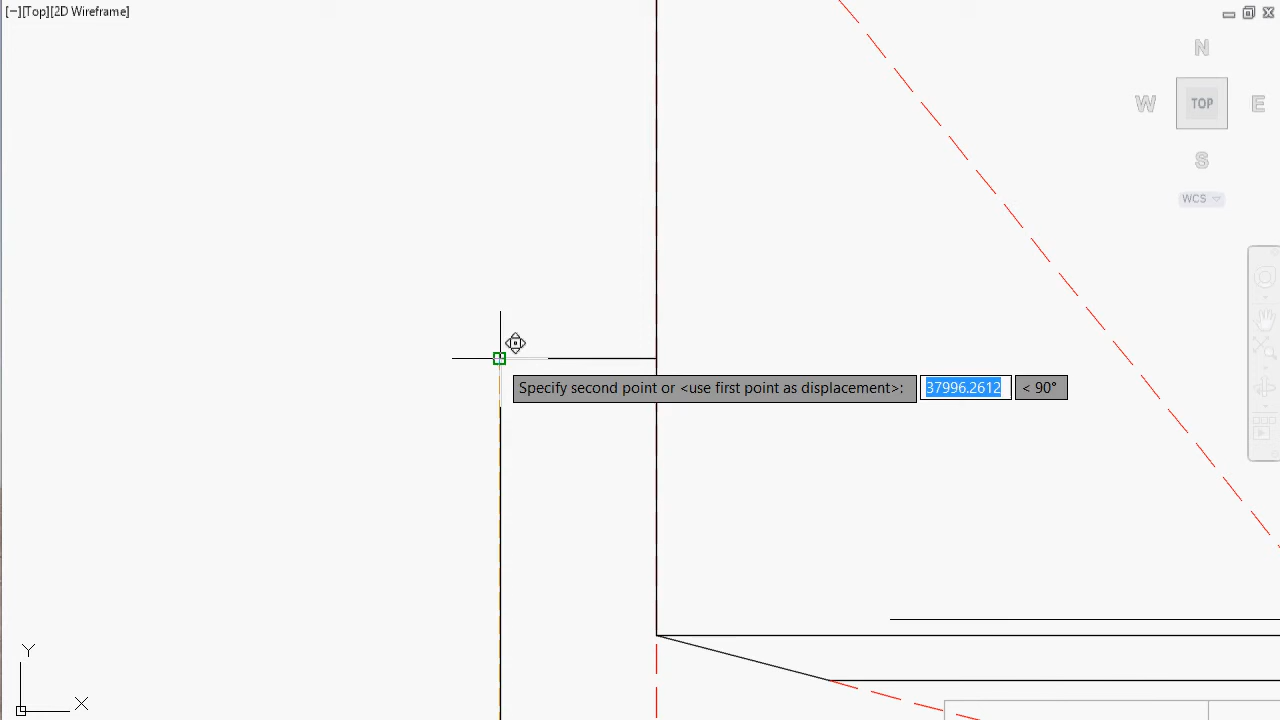 [−][Top][2D Wireframe]
N
W TOP E
S
WCS
Specify second point or <use first point as displacement>: 37996.2612 < 90°
Y
X